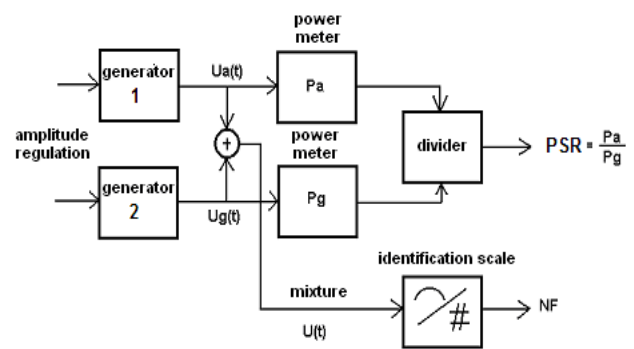 power
meter
generator
1
Ua(t)
Pa
amplitude
regulation
+
power
meter
divider
PSR = Pa
Pg
generator
2
Ug(t)
Pg
identification scale
mixture
U(t)
#
NF